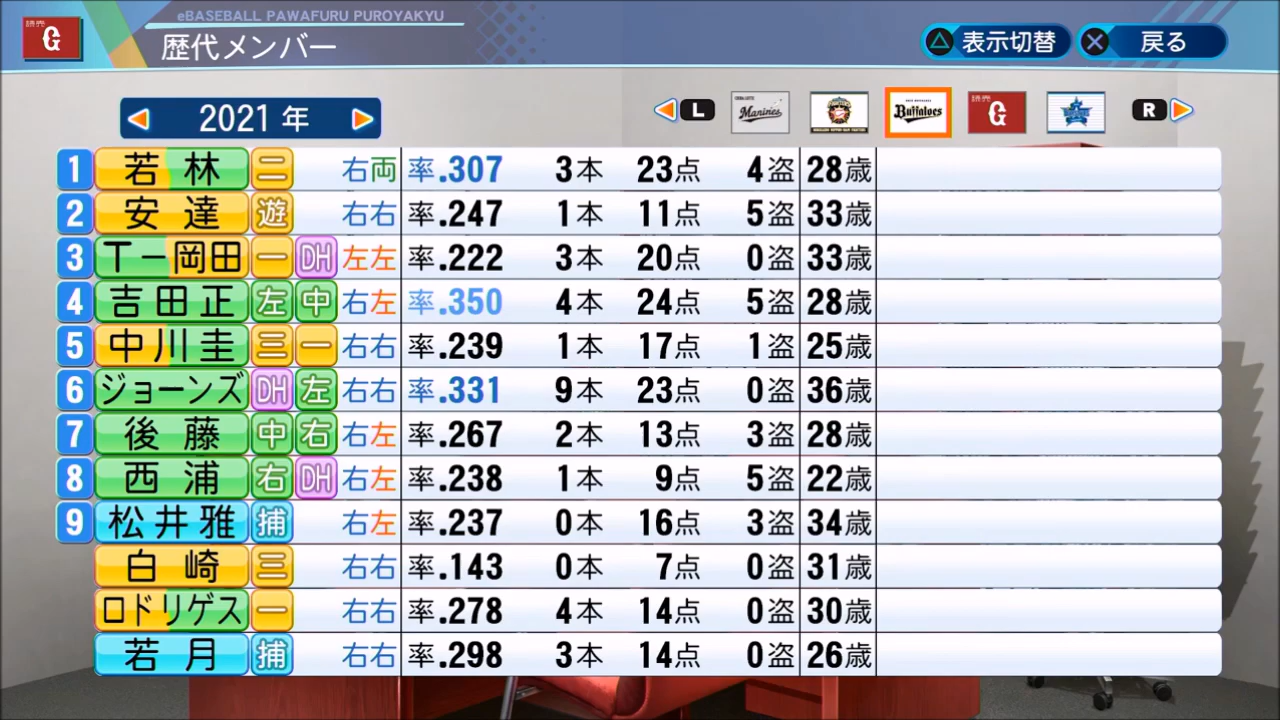 読売
G
eBASEBALL PAWAFURU PUROYAKYU
歴代メンバー
表示切替
戻る
2021年
L
Marines
Buffaloes
読売
G
R
1 若林 二 右両 率.307 3本 23点 4盗 28歳
2 安達 遊 右右 率.247 1本 11点 5盗 33歳
3 T-岡田 一 DH 左左 率.222 3本 20点 0盗 33歳
4 吉田正 左 中 右左 率.350 4本 24点 5盗 28歳
5 中川圭 三 一 右右 率.239 1本 17点 1盗 25歳
6 ジョーンズ DH 左 右右 率.331 9本 23点 0盗 36歳
7 後藤 中 右 右左 率.267 2本 13点 3盗 28歳
8 西浦 右 DH 右左 率.238 1本 9点 5盗 22歳
9 松井雅 捕 右左 率.237 0本 16点 3盗 34歳
白崎 三 右右 率.143 0本 7点 0盗 31歳
ロドリゲス 一 右右 率.278 4本 14点 0盗 30歳
若月 捕 右右 率.298 3本 14点 0盗 26歳